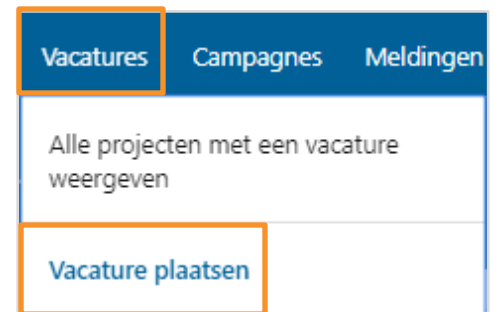 Vacatures Campagnes Meldingen
Alle projecten met een vacature
weergeven
Vacature plaatsen